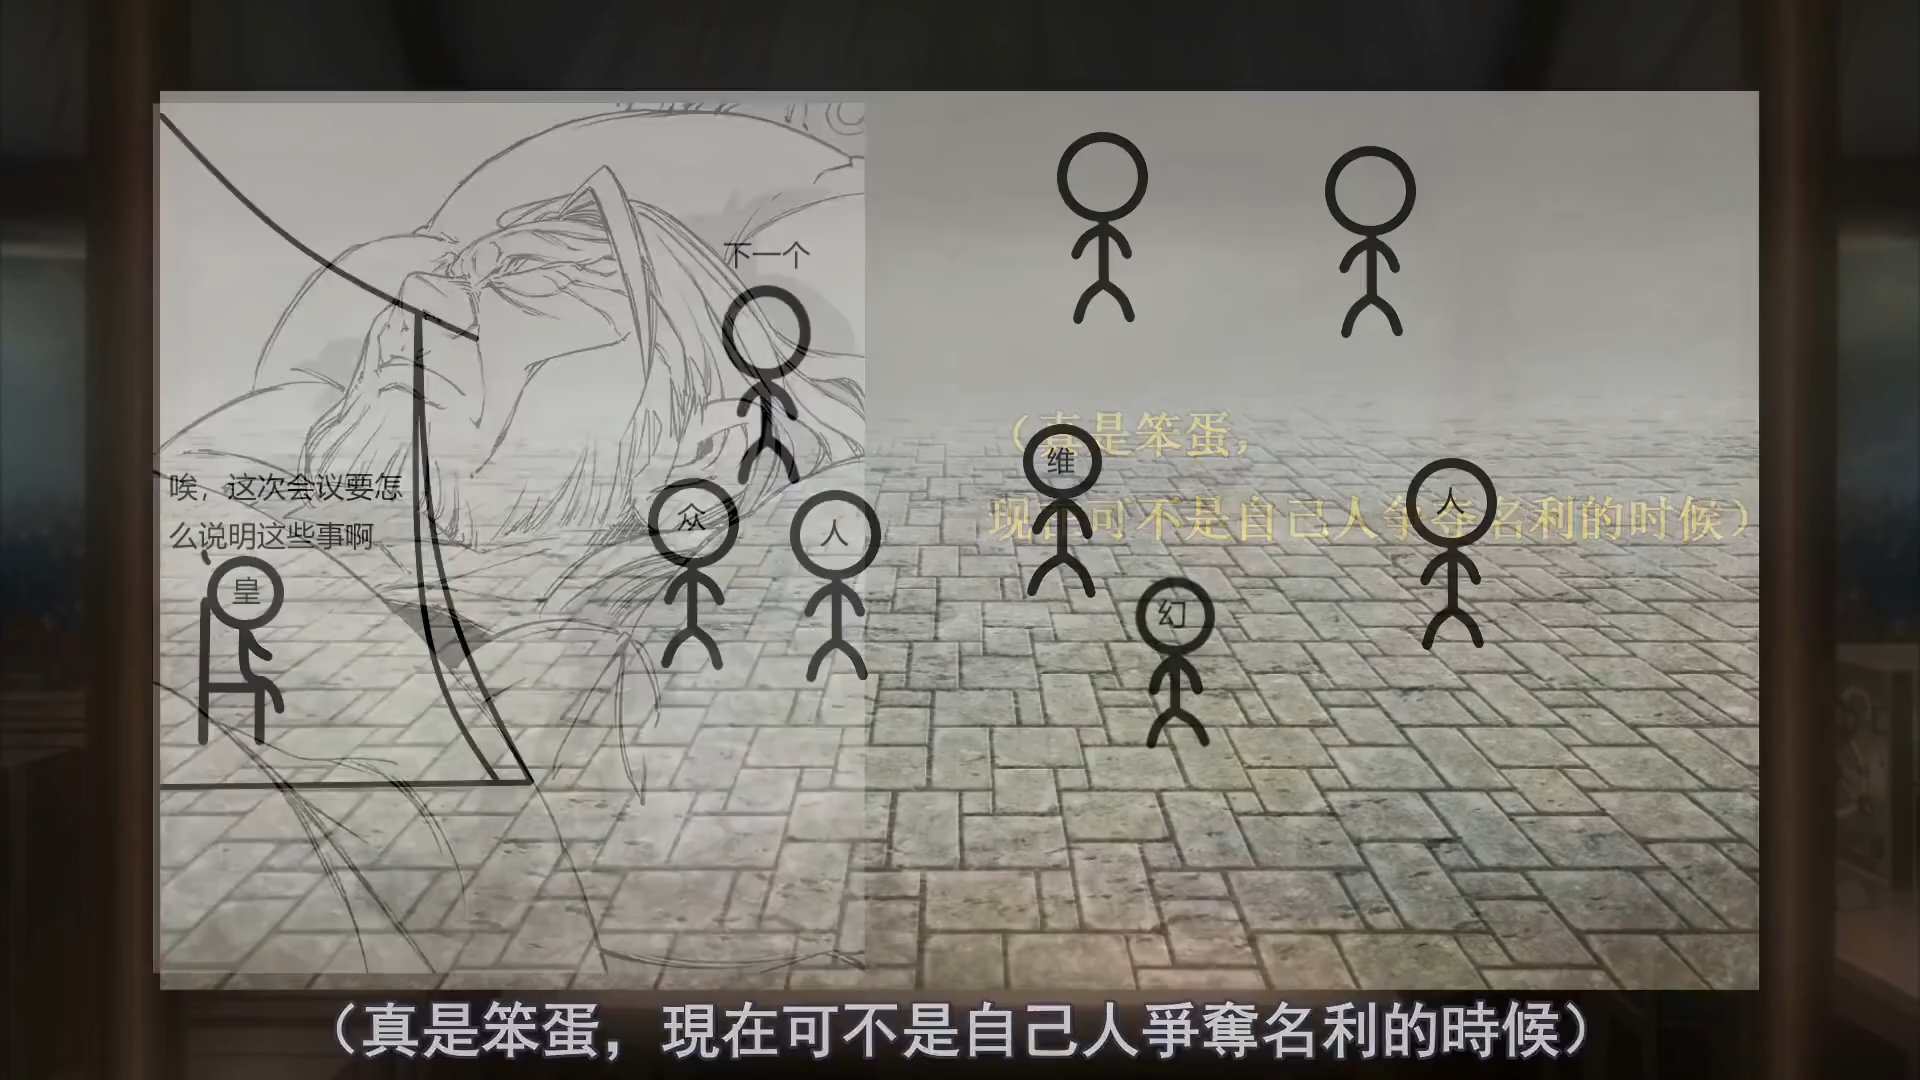 下一个
（真是笨蛋，
维
唉，这次会议要怎
么说明这些事啊
众
人
现在可不是自己人争夺名利的时候）
人
皇
幻
（真是笨蛋，現在可不是自己人爭奪名利的時候）